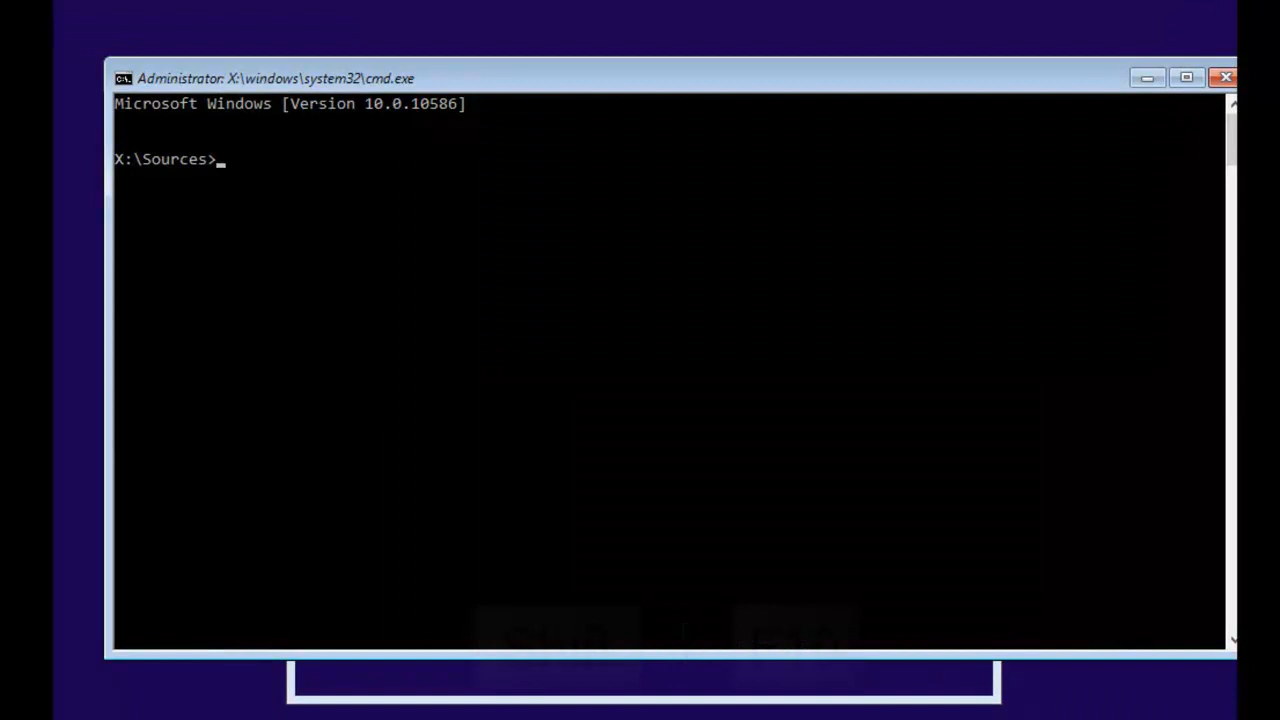 Administrator: X:\windows\system32\cmd.exe
Microsoft Windows [Version 10.0.10586]
X:\Sources>